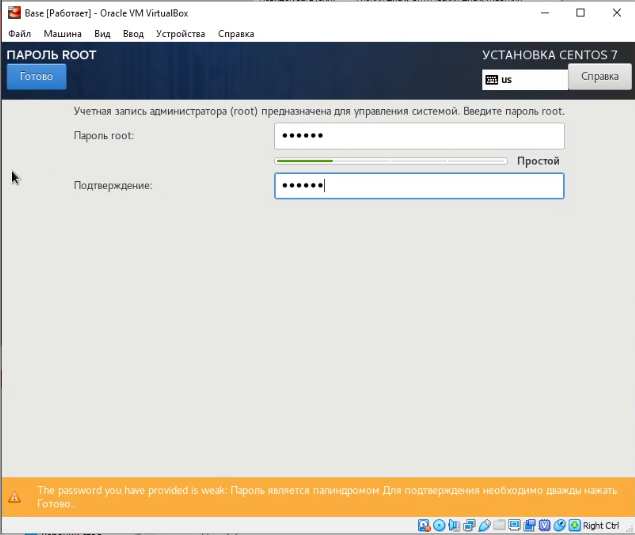 Base [Работает] - Oracle VM VirtualBox
Файл Машина Вид Ввод Устройства Справка
ПАРОЛЬ ROOT
УСТАНОВКА CENTOS 7
Готово
us
Справка
Учетная запись администратора (root) предназначена для управления системой. Введите пароль root.
Пароль root:
••••••
Простой
Подтверждение:
••••••
The password you have provided is weak: Пароль является палиндромом Для подтверждения необходимо дважды нажать
Готово..
Right Ctrl